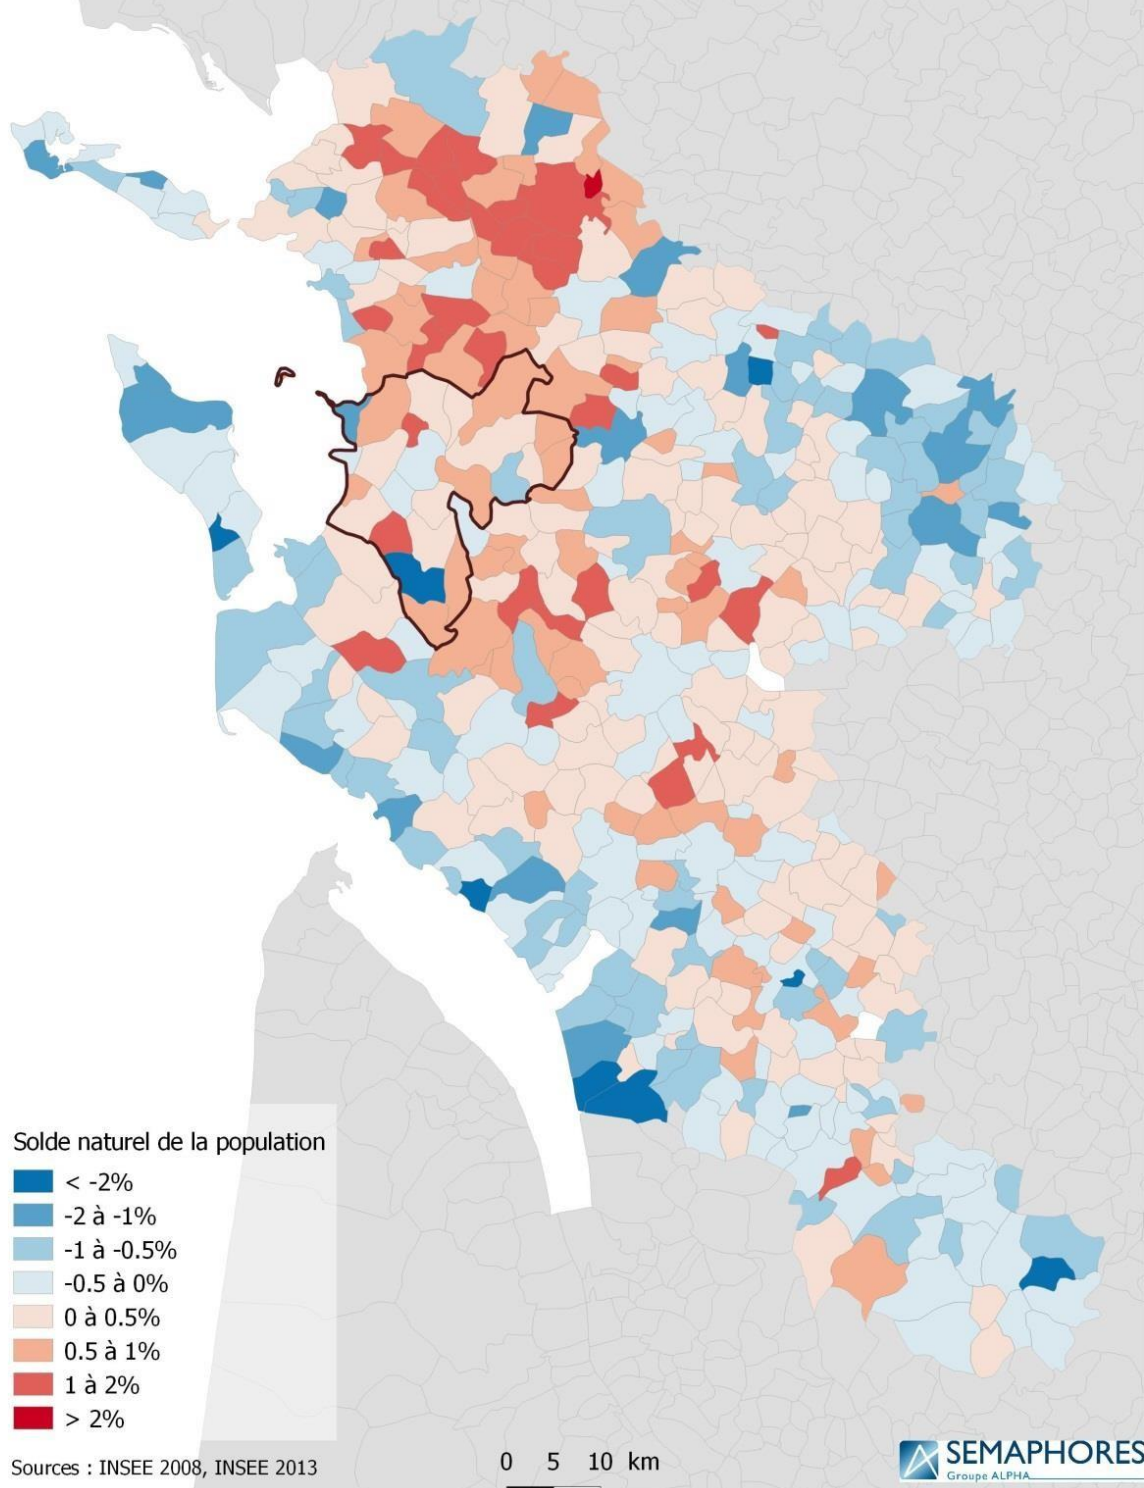 Solde naturel de la population
< -2%
-2 à -1%
-1 à -0.5%
-0.5 à 0%
0 à 0.5%
0.5 à 1%
1 à 2%
> 2%
Sources : INSEE 2008, INSEE 2013
0 5 10 km
SEMAPHORES
Groupe ALPHA